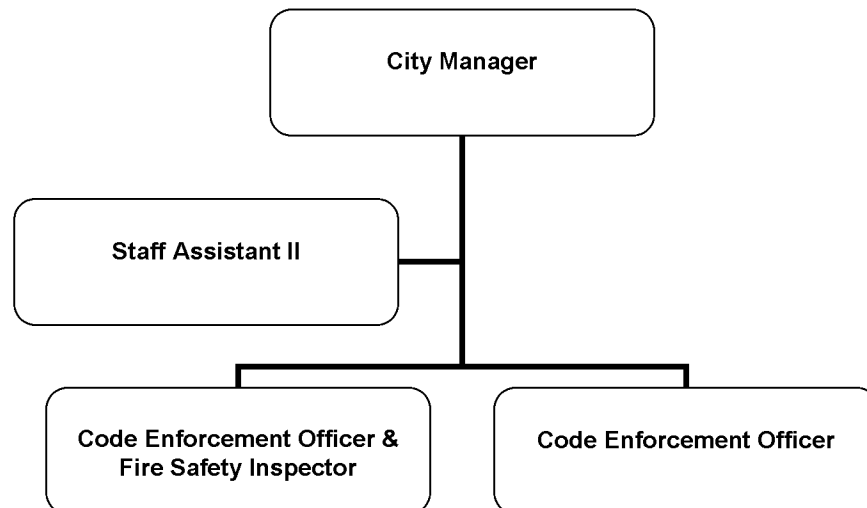 City Manager
Staff Assistant II
Code Enforcement Officer &
Fire Safety Inspector
Code Enforcement Officer